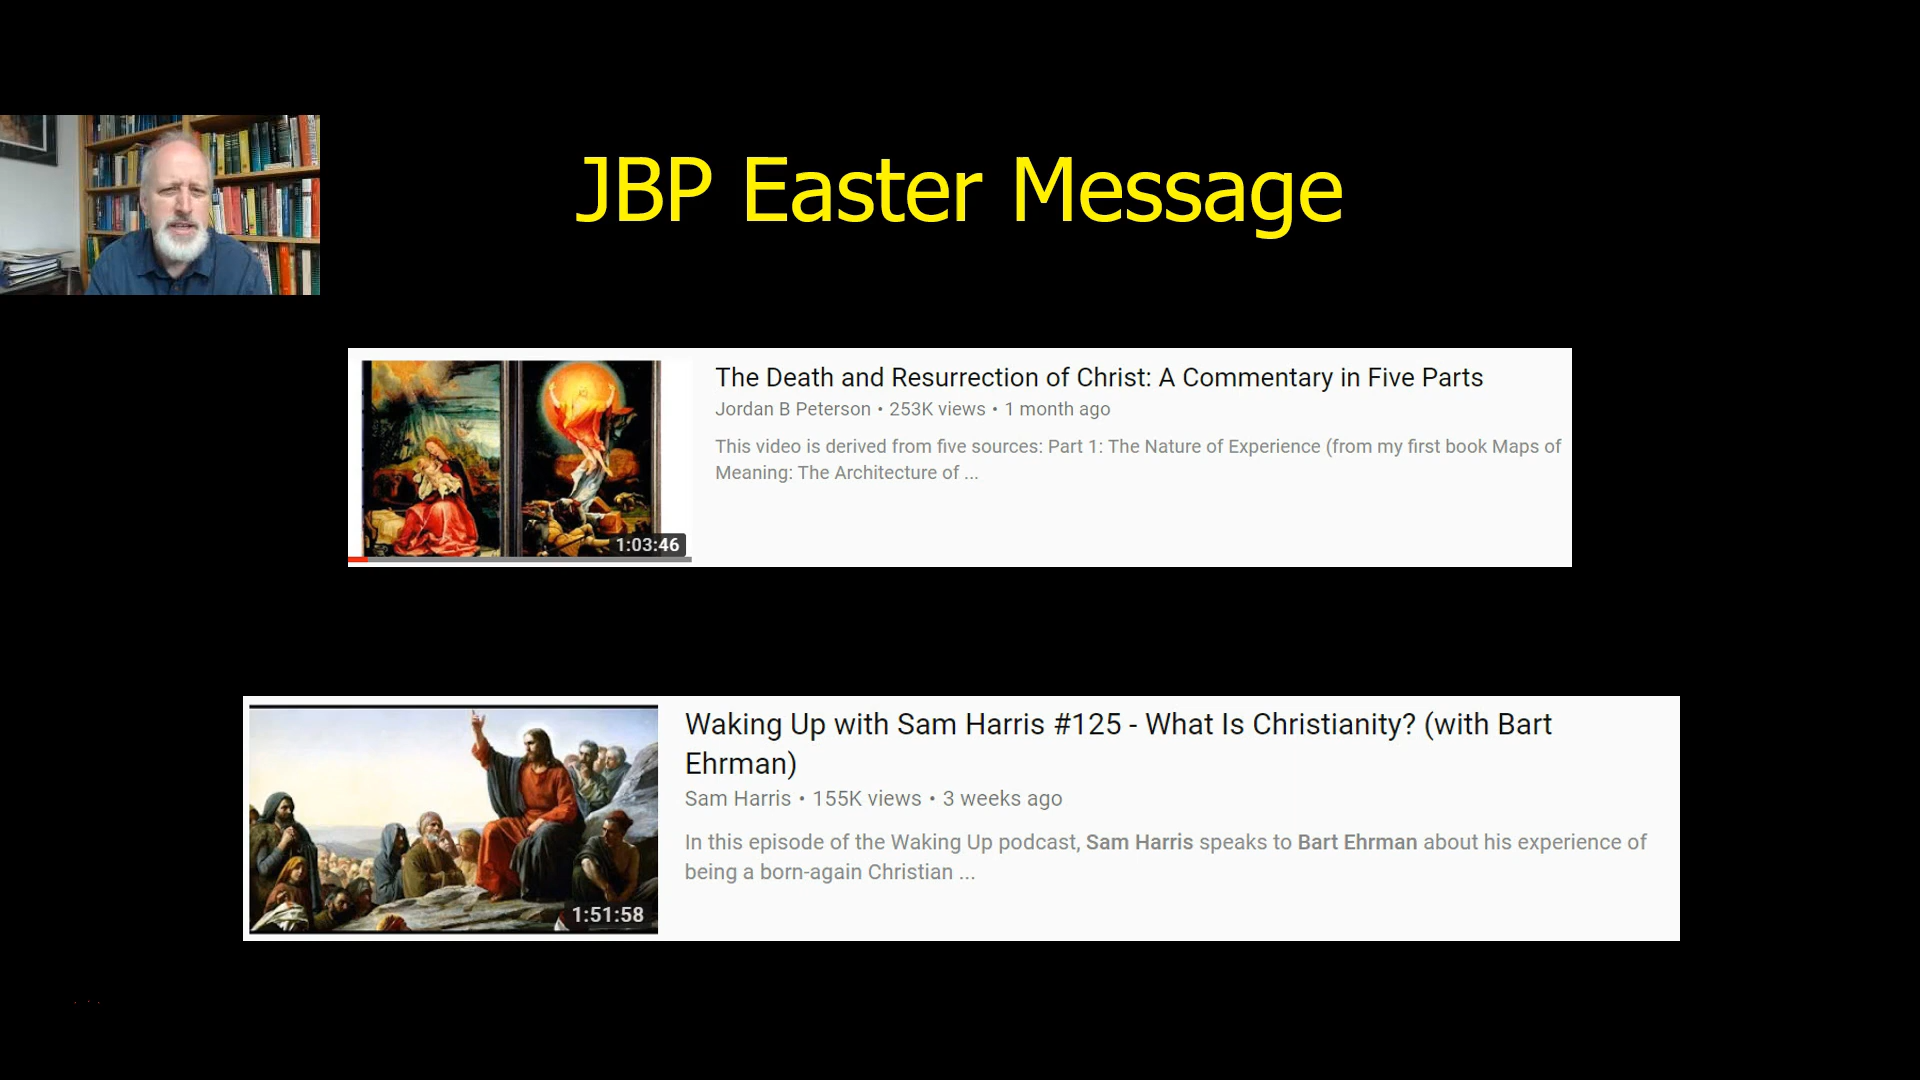 JBP Easter Message
The Death and Resurrection of Christ: A Commentary in Five Parts
Jordan B Peterson • 253K views • 1 month ago
This video is derived from five sources: Part 1: The Nature of Experience (from my first book Maps of
Meaning: The Architecture of ...
1:03:46
Waking Up with Sam Harris #125 - What Is Christianity? (with Bart
Ehrman)
Sam Harris • 155K views • 3 weeks ago
In this episode of the Waking Up podcast, Sam Harris speaks to Bart Ehrman about his experience of
being a born-again Christian ...
1:51:58